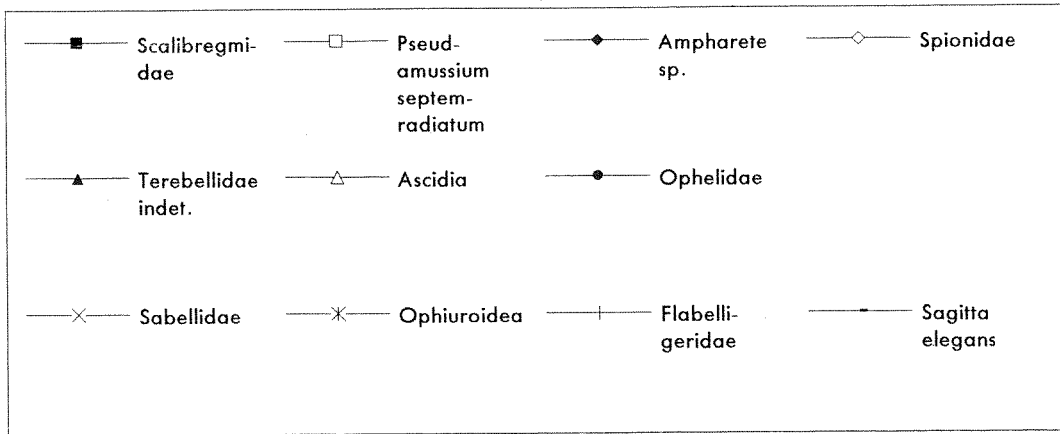 Scalibregmi-
dae
Pseud-
amussium
septem-
radiatum
Ampharete
sp.
Spionidae
Terebellidae
indet.
Ascidia
Ophelidae
Sabellidae
Ophiuroidea
Flabelli-
geridae
Sagitta
elegans